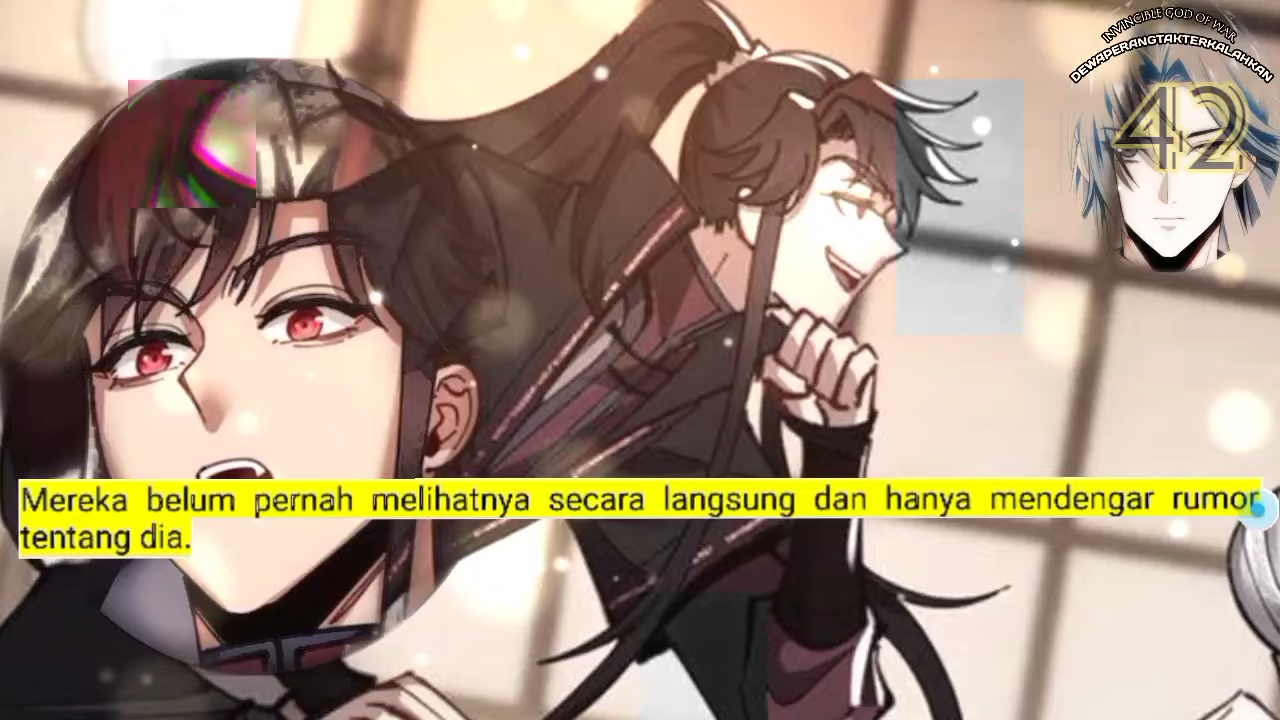 INVINCIBLE GOD OF WAR
DEWAPERANGTAKTERKALAHKAN
42
Mereka belum pernah melihatnya secara langsung dan hanya mendengar rumor
tentang dia.